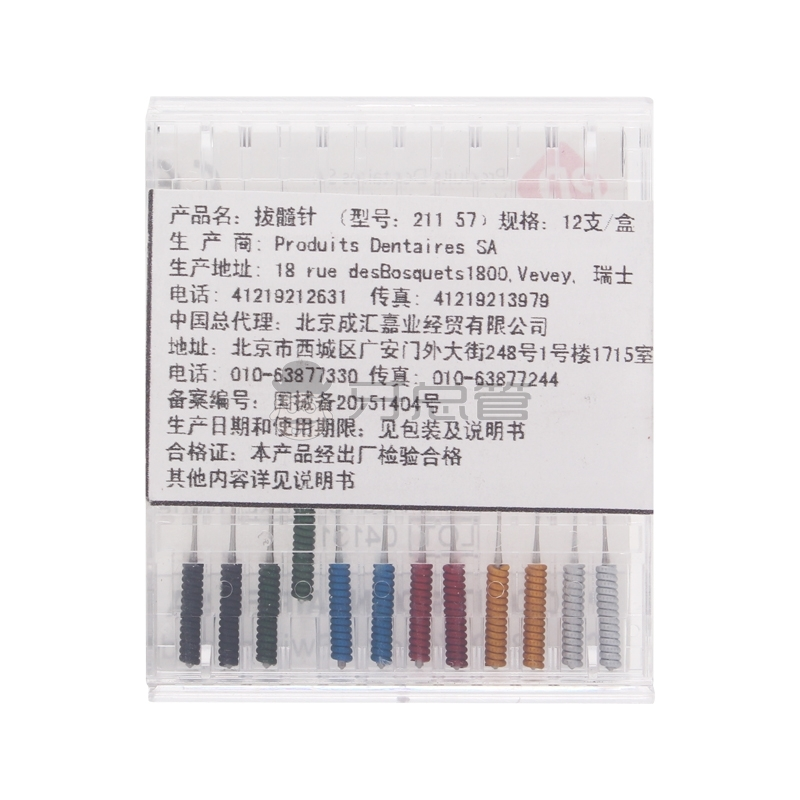 产品名: 拔髓针 （型号: 211 57）规格: 12支/盒
生 产 商: Produits Dentaires SA
生产地址: 18 rue desBosquets1800,Vevey, 瑞士
电话: 41219212631 传真: 41219213979
中国总代理: 北京成汇嘉业经贸有限公司
地址: 北京市西城区广安门外大街248号1号楼1715室
电话: 010-63877330 传真: 010-63877244
备案编号: 国械备20151404号
生产日期和使用期限: 见包装及说明书
合格证: 本产品经出厂检验合格
其他内容详见说明书
LOT 04131